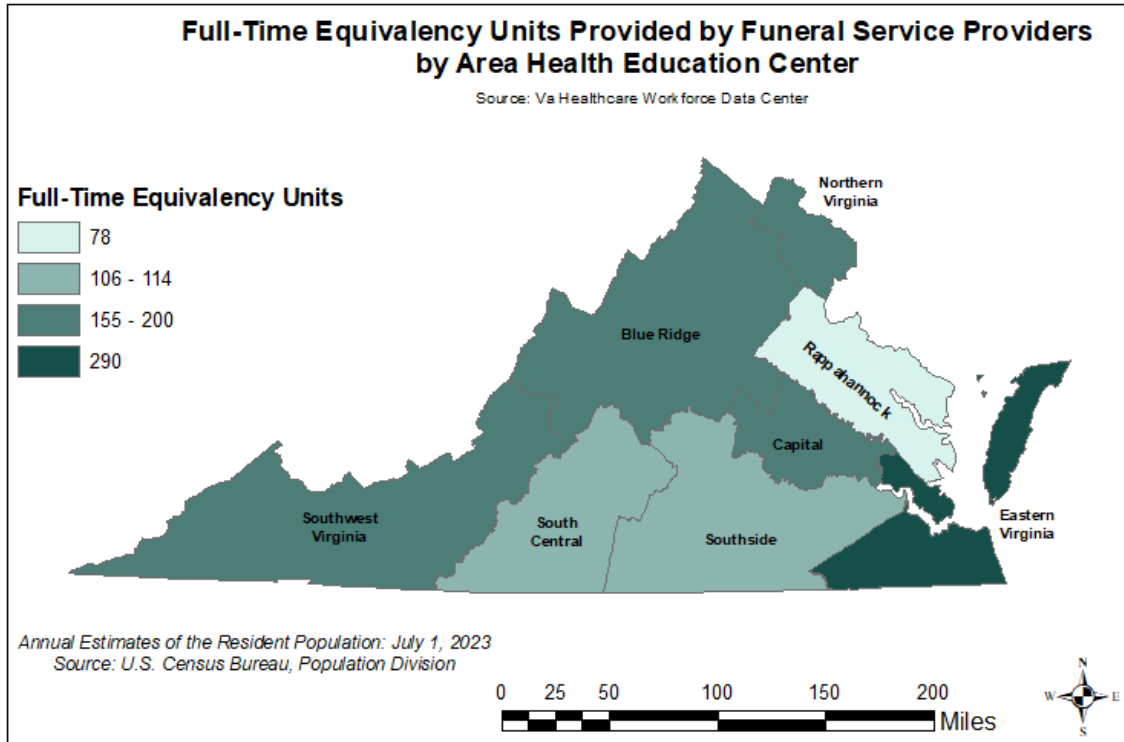 Full-Time Equivalency Units Provided by Funeral Service Providers
by Area Health Education Center
Source: Va Healthcare Workforce Data Center
Full-Time Equivalency Units
78
106 - 114
155 - 200
290
Northern
Virginia
Blue Ridge
Rappahannock
Capital
Southwest
Virginia
South
Central
Southside
Eastern
Virginia
Annual Estimates of the Resident Population: July 1, 2023
Source: U.S. Census Bureau, Population Division
0 25 50 100 150 200
Miles
N
W E
S